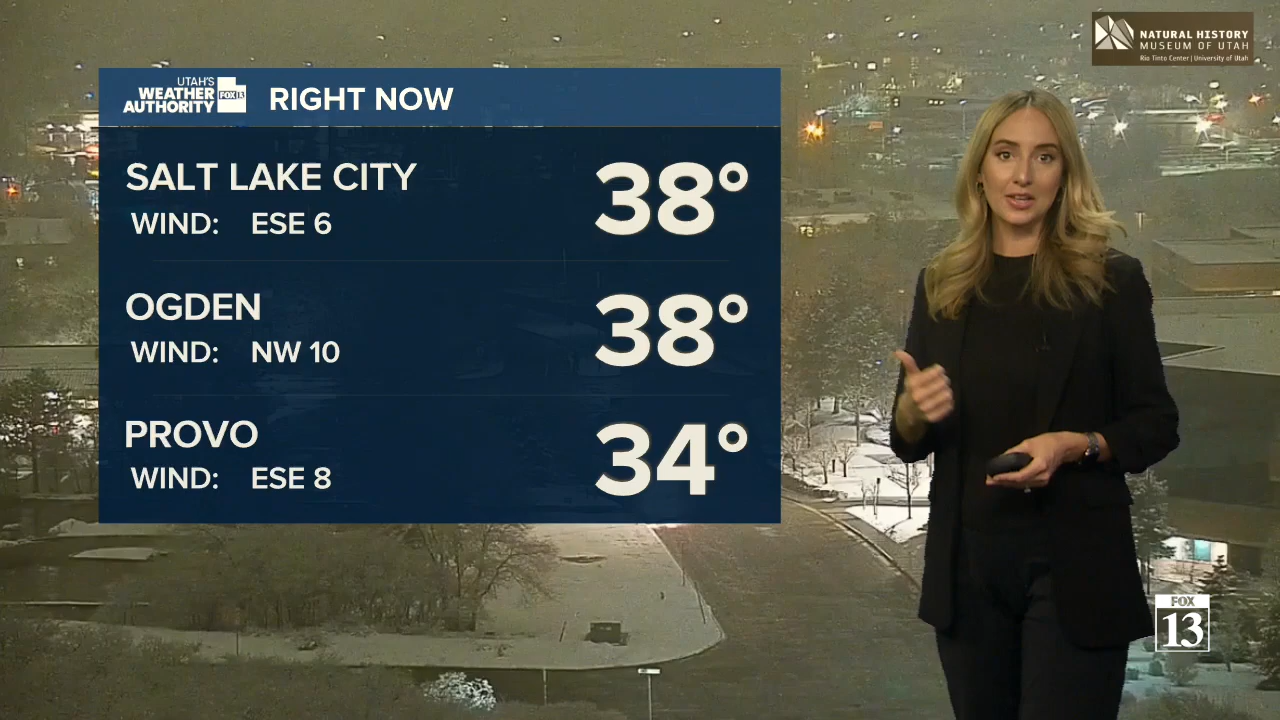 UTAH'S
WEATHER
AUTHORITY
FOX 13
RIGHT NOW
SALT LAKE CITY
38°
WIND: ESE 6
OGDEN
38°
WIND: NW 10
PROVO
34°
WIND: ESE 8
NATURAL HISTORY
MUSEUM OF UTAH
Rio Tinto Center | University of Utah
FOX
13